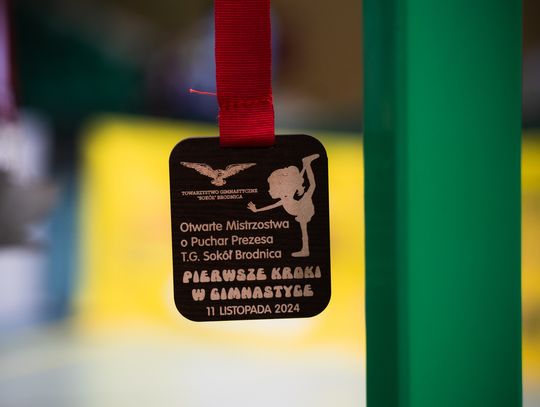 TOWARZYSTWO GIMNASTYCZNE
"SOKÓŁ" BRODNICA
Otwarte Mistrzostwa
o Puchar Prezesa
T.G. Sokół Brodnica
PIERWSZE KROKI
W GIMNASTYCE
11 LISTOPADA 2024